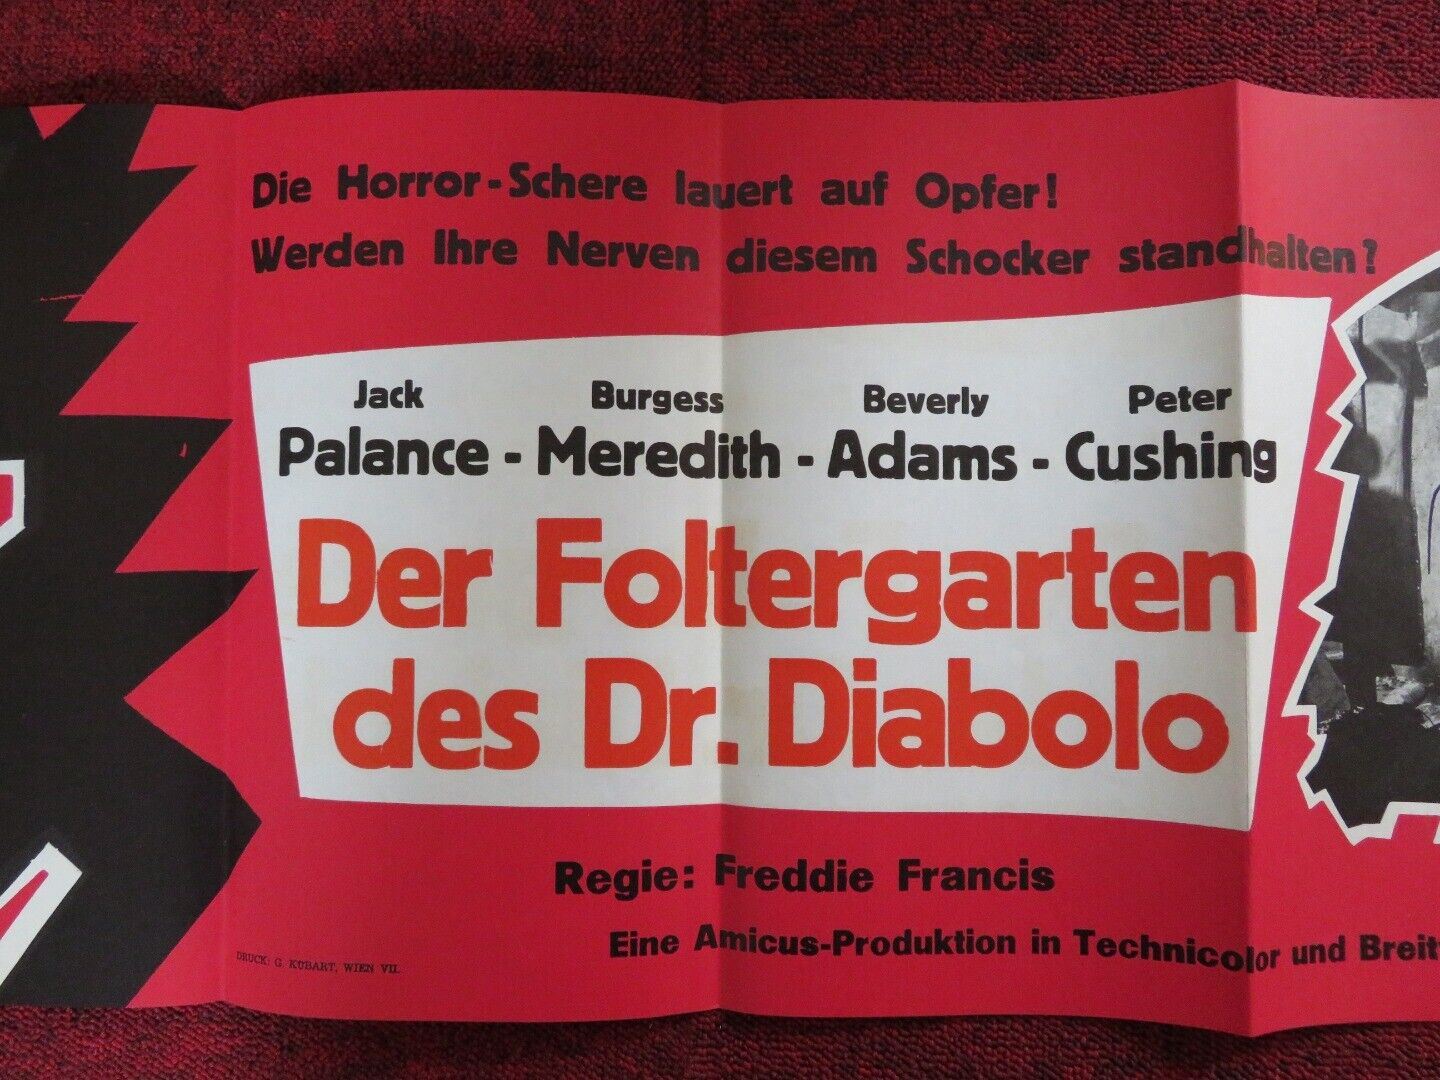 Die Horror-Schere lauert auf Opfer!
Werden Ihre Nerven diesem Schocker standhalten?
Jack Burgess Beverly Peter
Palance - Meredith - Adams - Cushing
Der Foltergarten
des Dr. Diabolo
Regie: Freddie Francis
Eine Amicus-Produktion in Technicolor und Breit
DRUCK: G. KUBART, WIEN VII.